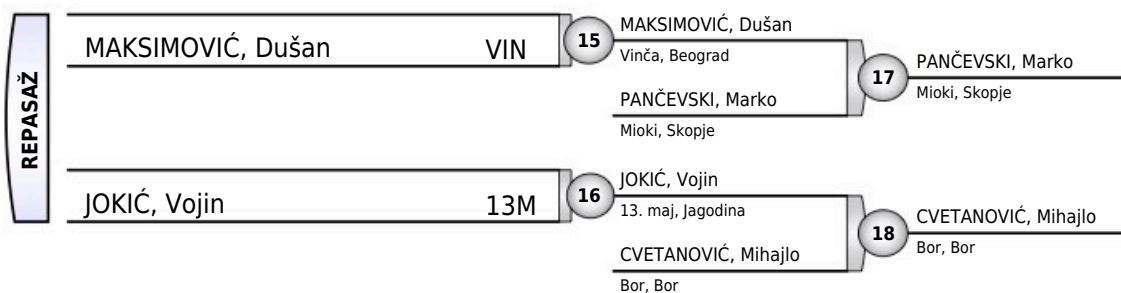 REPASAŽ
MAKSIMOVIĆ, Dušan VIN
15
MAKSIMOVIĆ, Dušan
Vinča, Beograd
PANČEVSKI, Marko
Mioki, Skopje
17
PANČEVSKI, Marko
Mioki, Skopje
JOKIĆ, Vojin 13M
16
JOKIĆ, Vojin
13. maj, Jagodina
CVETANOVIĆ, Mihajlo
Bor, Bor
18
CVETANOVIĆ, Mihajlo
Bor, Bor